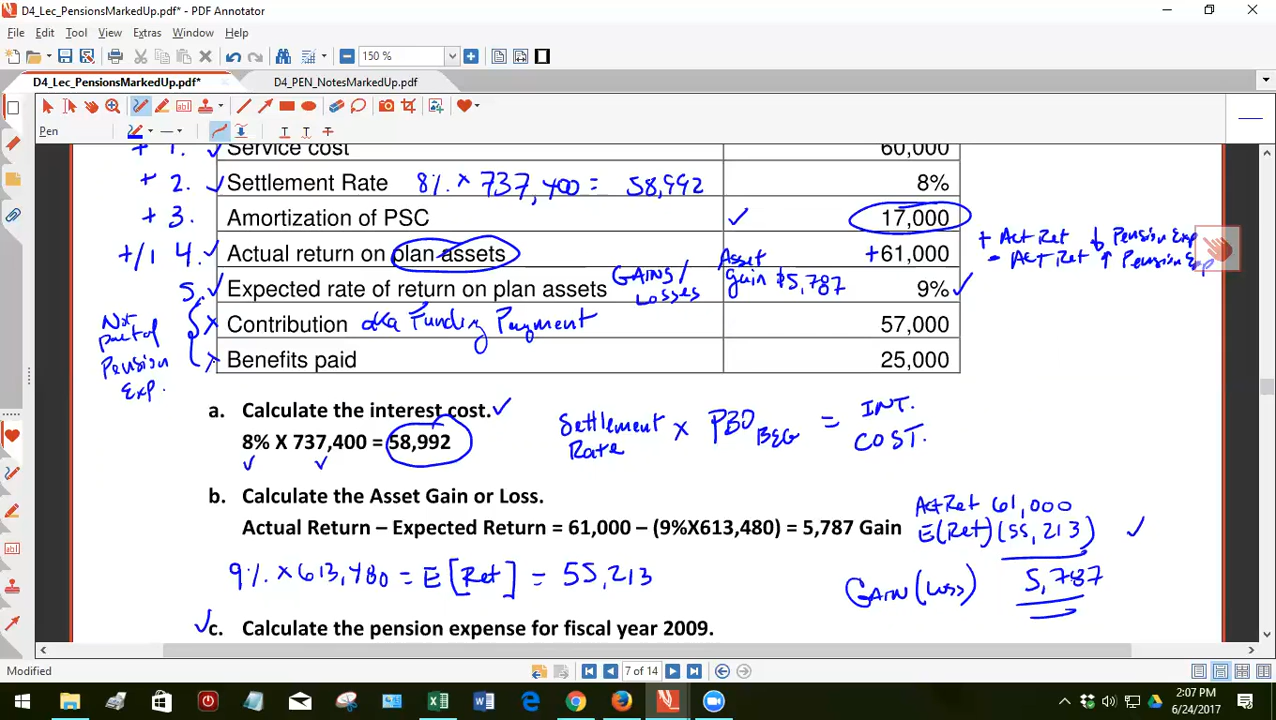 D4_Lec_PensionsMarkedUp.pdf* - PDF Annotator
File Edit Tool View Extras Window Help
150 %
D4_Lec_PensionsMarkedUp.pdf* D4_PEN_NotesMarkedUp.pdf
Pen
+ 1. Service cost 60,000
+ 2. Settlement Rate 8% × 737,400 = 58,992 8%
+ 3. Amortization of PSC 17,000
+/- 4. Actual return on plan assets +61,000
+ Act Ret ↓ Pension Exp
- Act Ret ↑ Pension Exp
5. Expected rate of return on plan assets GAINS/ Losses Asset gain $5,787 9%
Contribution aka Funding Payment 57,000
Benefits paid 25,000
Not part of Pension Exp.
a. Calculate the interest cost.
8% X 737,400 = 58,992
Settlement Rate × PBO BEG = INT. COST.
b. Calculate the Asset Gain or Loss.
Actual Return – Expected Return = 61,000 – (9%X613,480) = 5,787 Gain
Act Ret 61,000
E(Ret) (55,213)
Gain (Loss) 5,787
9% × 613,480 = E[Ret] = 55,213
c. Calculate the pension expense for fiscal year 2009.
Modified 7 of 14
2:07 PM
6/24/2017